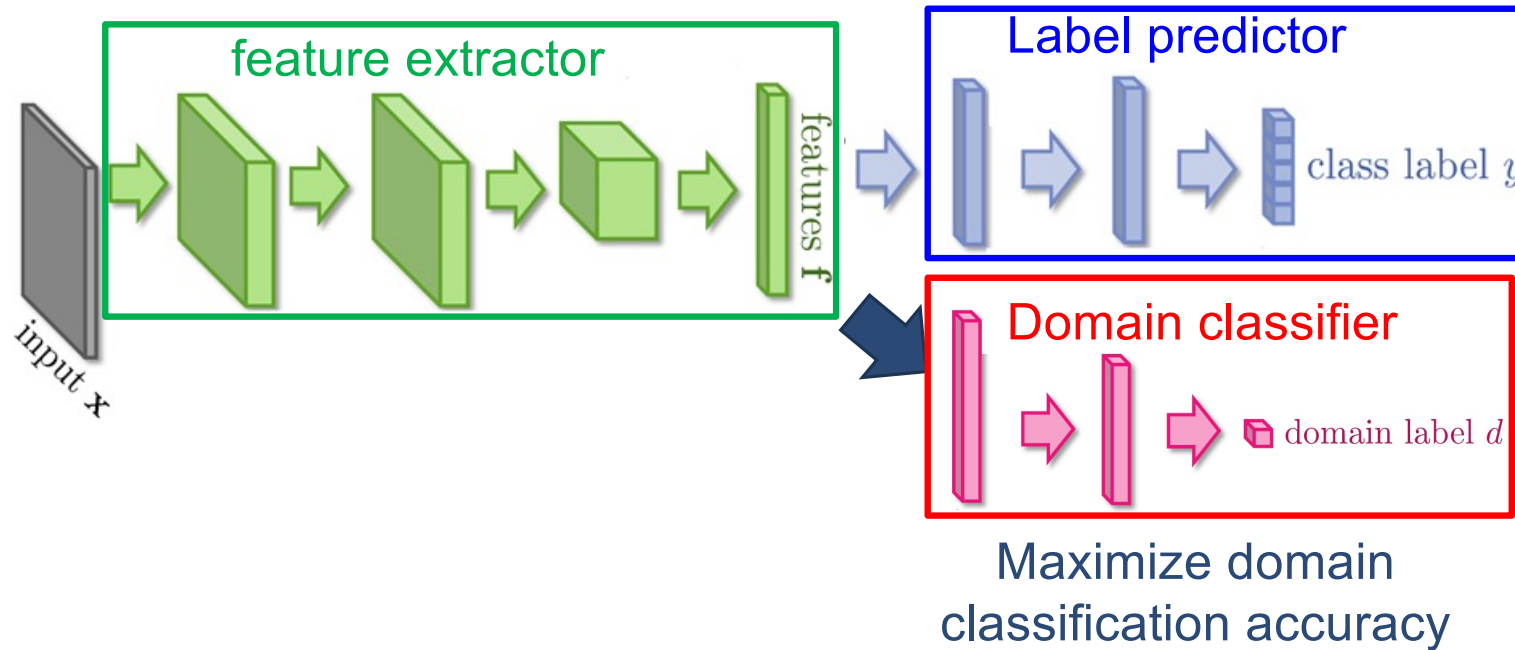 feature extractor
Label predictor
input x
features f
class label y
Domain classifier
domain label d
Maximize domain
classification accuracy